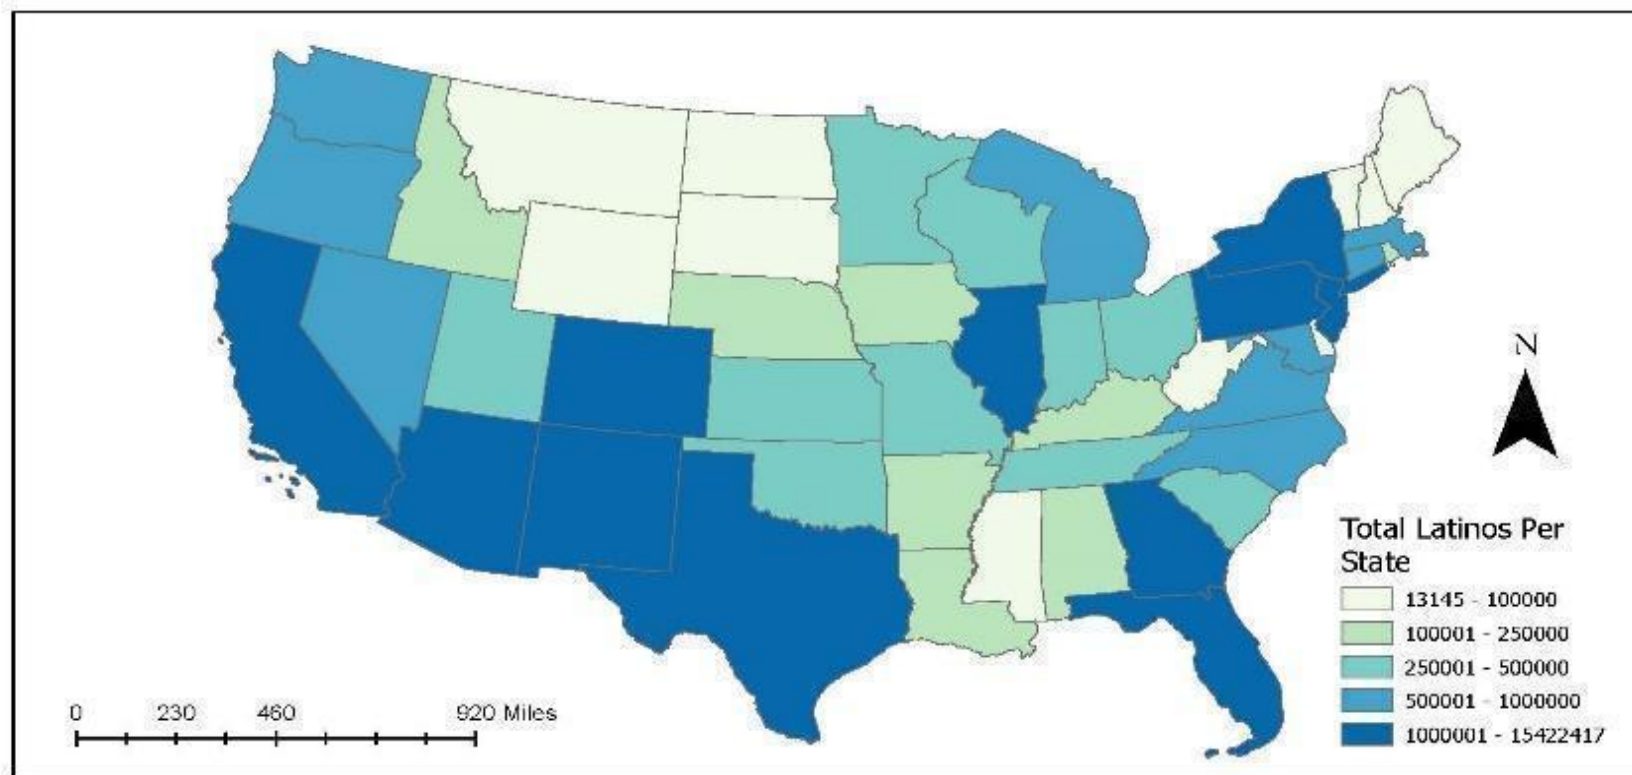 N
Total Latinos Per
State
13145 - 100000
100001 - 250000
250001 - 500000
500001 - 1000000
1000001 - 15422417
0 230 460 920 Miles